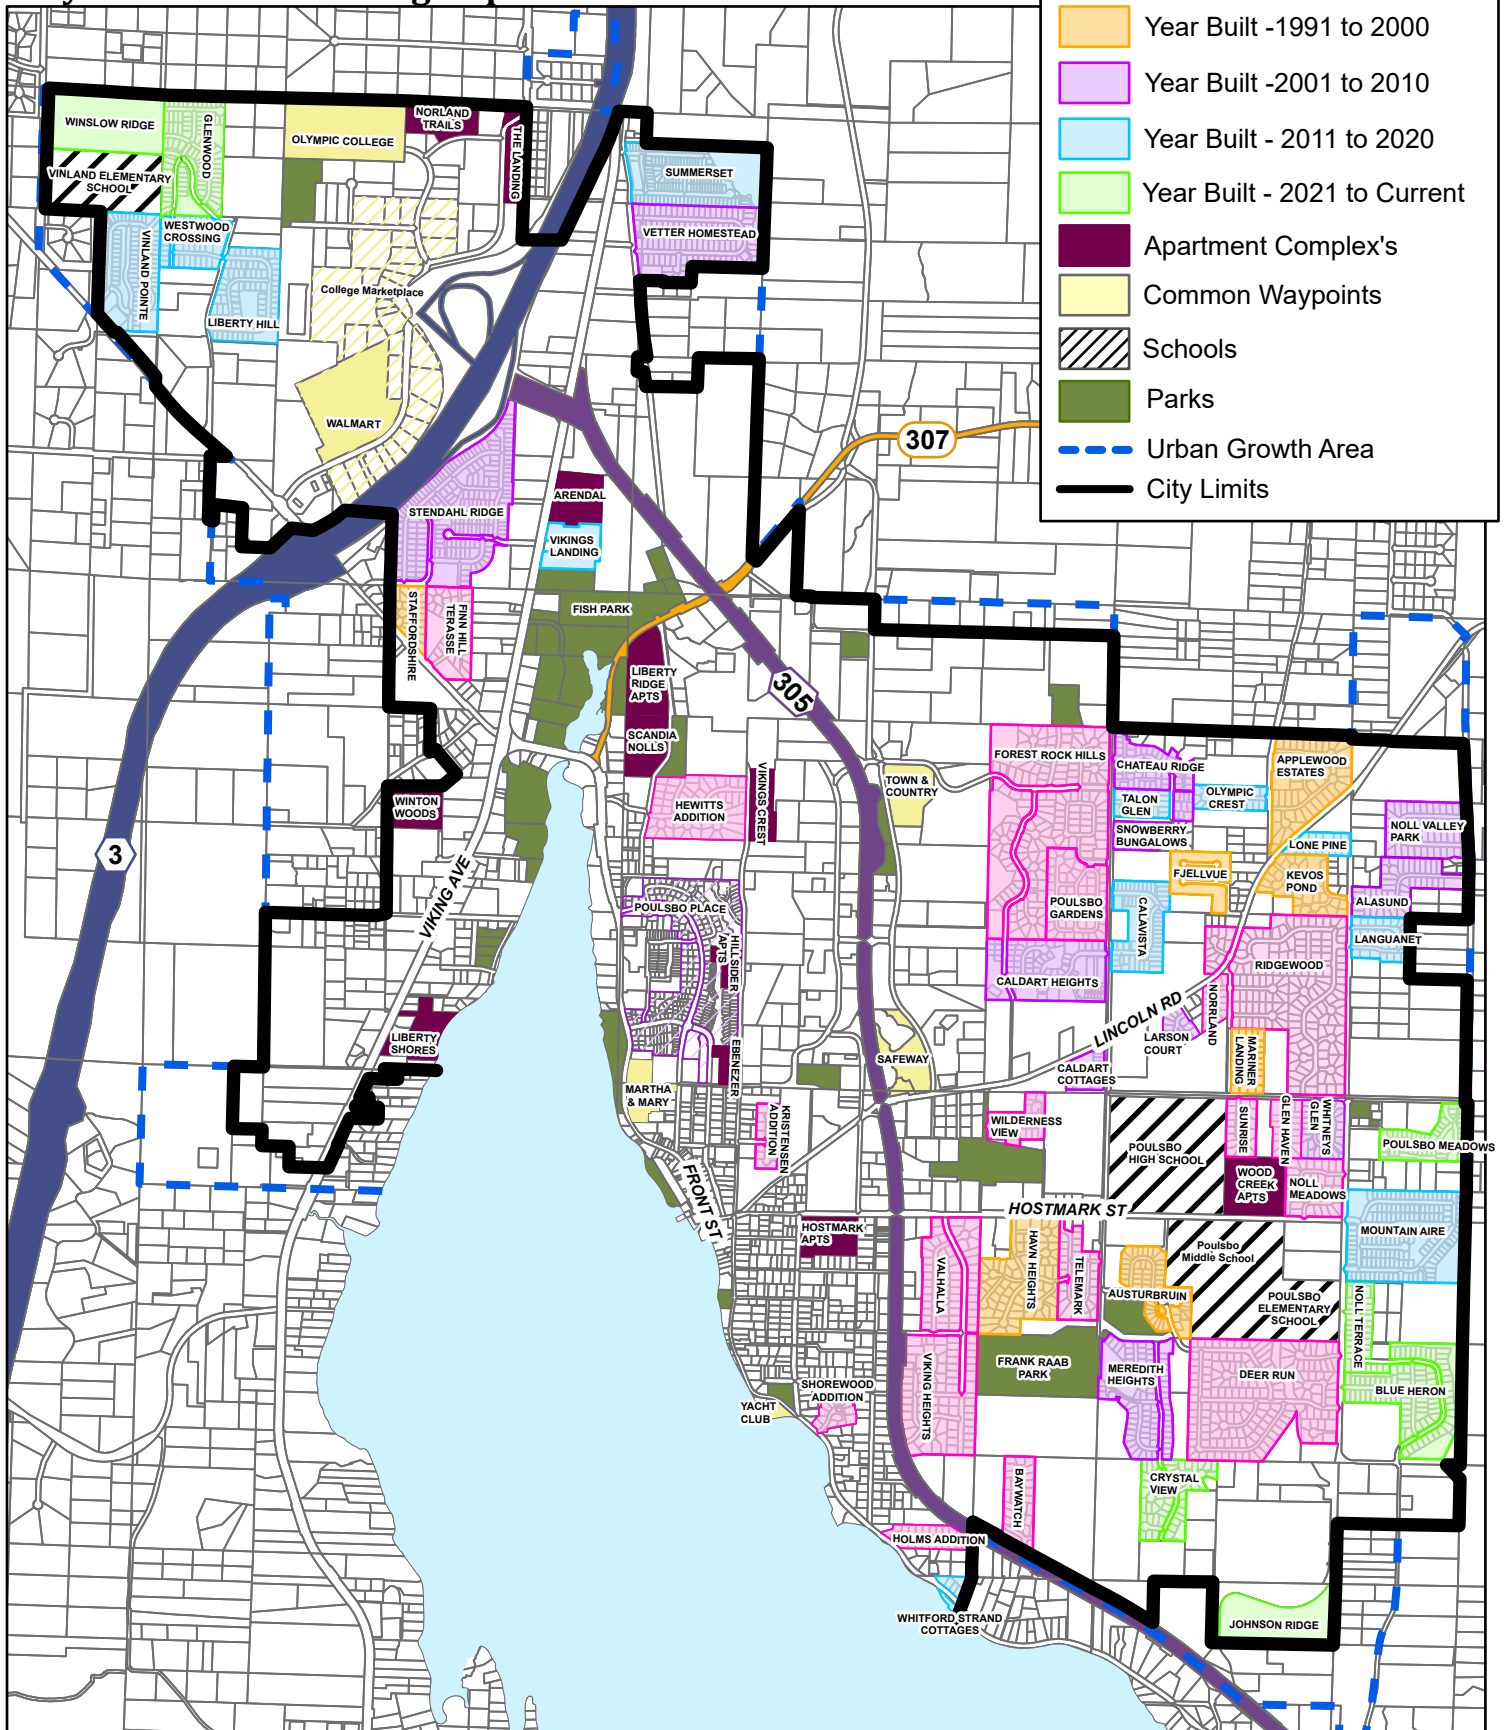 Year Built -1991 to 2000
Year Built -2001 to 2010
Year Built - 2011 to 2020
Year Built - 2021 to Current
Apartment Complex's
Common Waypoints
Schools
Parks
Urban Growth Area
City Limits
WINSLOW RIDGE
GLENWOOD
OLYMPIC COLLEGE
NORLAND
TRAILS
THE LANDING
VINLAND ELEMENTARY
SCHOOL
SUMMERSET
WESTWOOD
CROSSING
VINLAND POINTE
VETTER HOMESTEAD
College Marketplace
LIBERTY HILL
WALMART
307
STENDAHL RIDGE
ARENDAL
VIKINGS
LANDING
STAFFORDSHIRE
FINN HILL
TERASSE
FISH PARK
LIBERTY
RIDGE
APTS
305
SCANDIA
NOLLS
FOREST ROCK HILLS
CHATEAU RIDGE
APPLEWOOD
ESTATES
TOWN &
COUNTRY
VIKINGS CREST
TALON
GLEN
OLYMPIC
CREST
WINTON
WOODS
HEWITTS
ADDITION
SNOWBERRY
BUNGALOWS
LONE PINE
NOLL VALLEY
PARK
3
VIKING AVE
FJELLVUE
KEVOS
POND
POULSBO PLACE
POULSBO
GARDENS
CALAVISTA
ALASUND
LANGUANET
HILLSIDER
APTS
RIDGEWOOD
CALDART HEIGHTS
NORRLAND
LINCOLN RD
LARSON
COURT
LIBERTY
SHORES
EBENEZER
SAFEWAY
MARINER
LANDING
CALDART
COTTAGES
MARTHA
& MARY
KRISTENSEN
ADDITION
WILDERNESS
VIEW
SUNRISE
GLEN HAVEN
WHITNEYS
GLEN
POULSBO
HIGH SCHOOL
POULSBO MEADOWS
WOOD
CREEK
APTS
NOLL
MEADOWS
FRONT ST
HOSTMARK ST
HOSTMARK
APTS
MOUNTAIN AIRE
Poulsbo
Middle School
VALHALLA
HAVN HEIGHTS
TELEMARK
AUSTURBRUIN
POULSBO
ELEMENTARY
SCHOOL
NOLL TERRACE
VIKING HEIGHTS
FRANK RAAB
PARK
MEREDITH
HEIGHTS
DEER RUN
BLUE HERON
SHOREWOOD
ADDITION
YACHT
CLUB
BAYWATCH
CRYSTAL
VIEW
HOLMS ADDITION
WHITFORD STRAND
COTTAGES
JOHNSON RIDGE